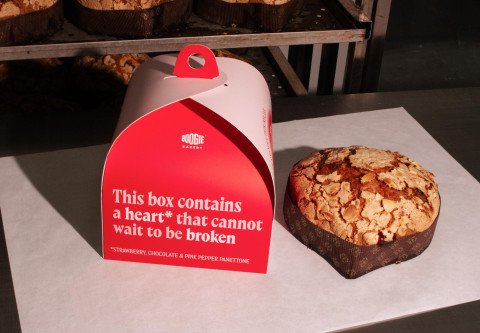 BOOGIE
BAKERY
This box contains
a heart* that cannot
wait to be broken
*STRAWBERRY, CHOCOLATE & PINK PEPPER PANETTONE